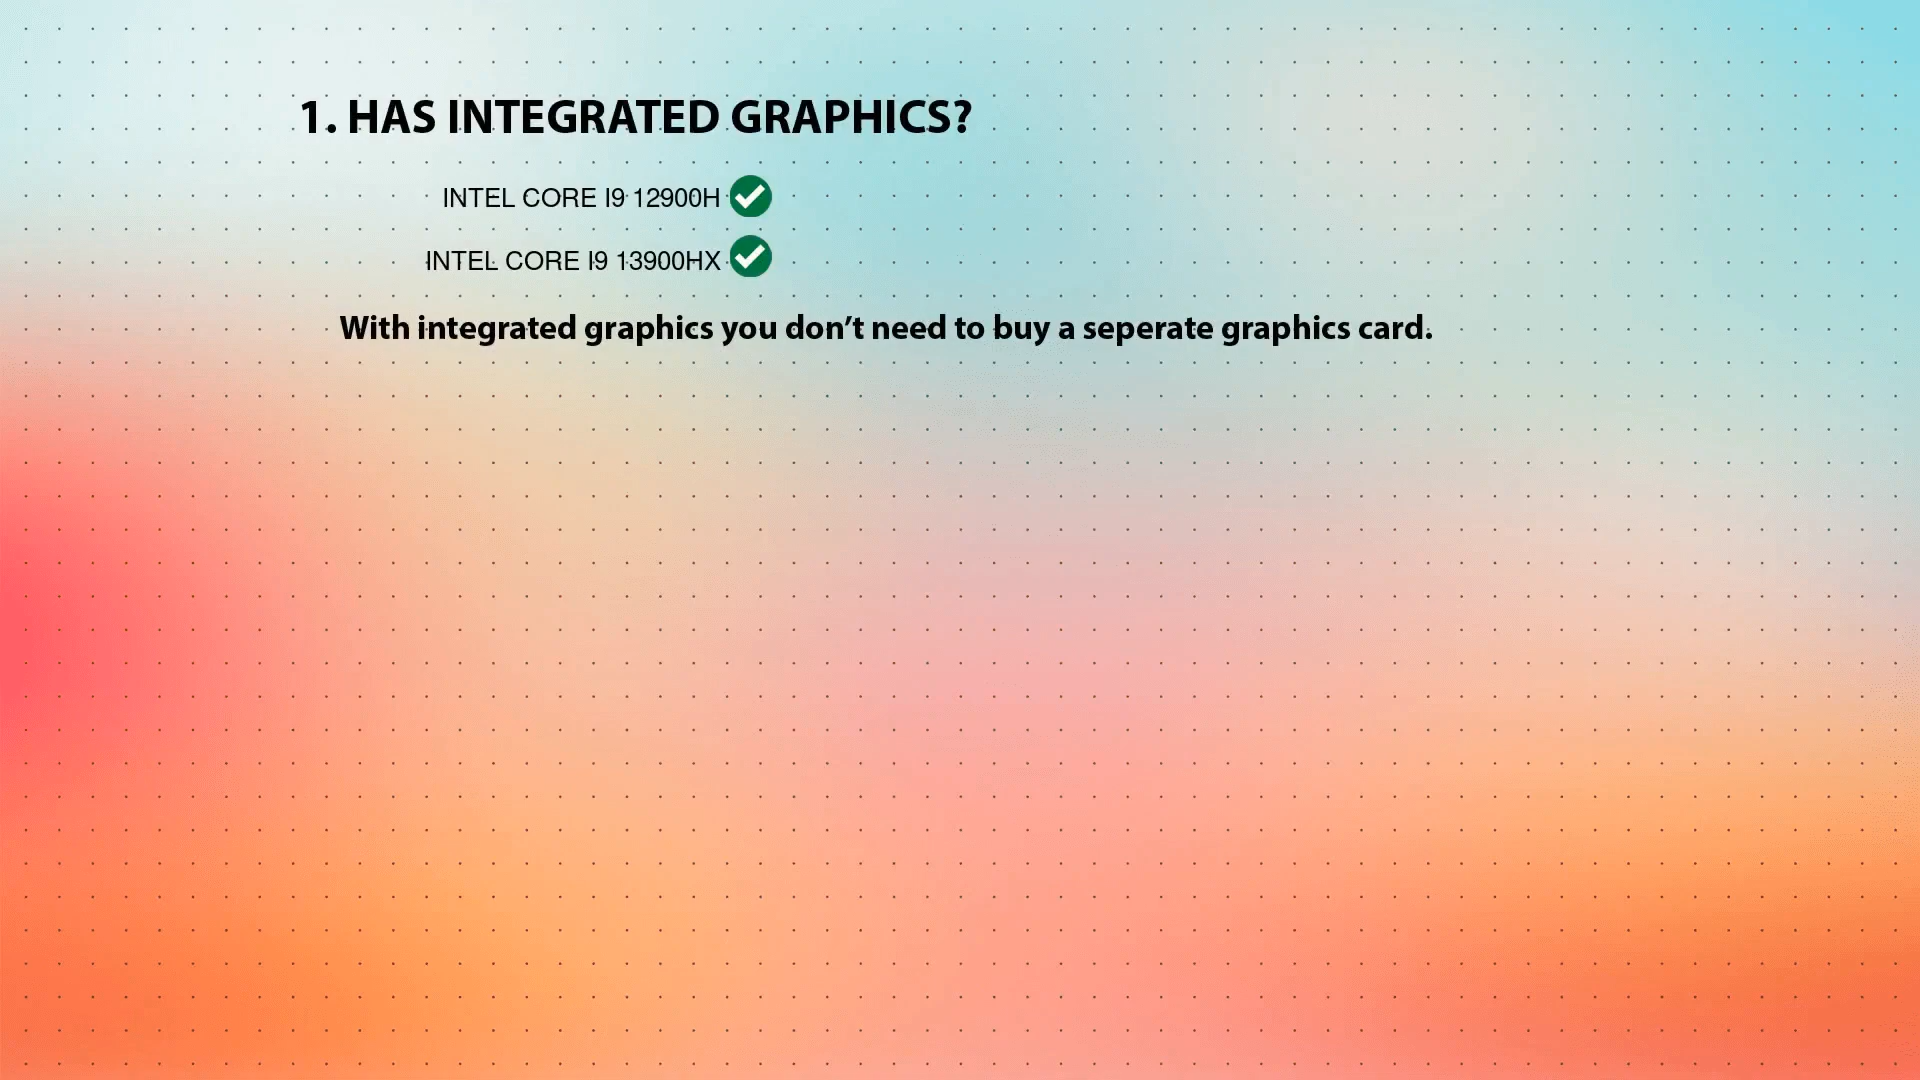 1. HAS INTEGRATED GRAPHICS?
INTEL CORE I9 12900H
INTEL CORE I9 13900HX
With integrated graphics you don’t need to buy a seperate graphics card.